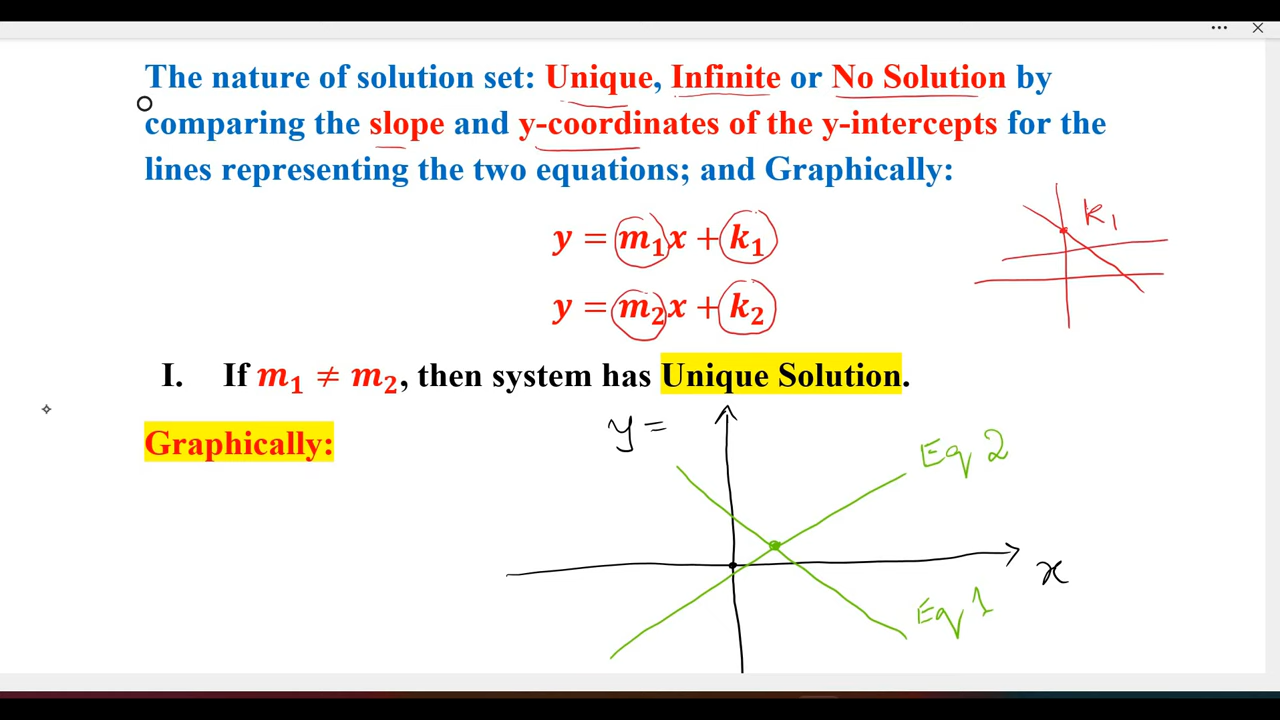 The nature of solution set: Unique, Infinite or No Solution by
comparing the slope and y-coordinates of the y-intercepts for the
lines representing the two equations; and Graphically:
y = m₁x + k₁
k₁
y = m₂x + k₂
I. If m₁ ≠ m₂, then system has Unique Solution.
Graphically:
y =
Eq 2
x
Eq 1